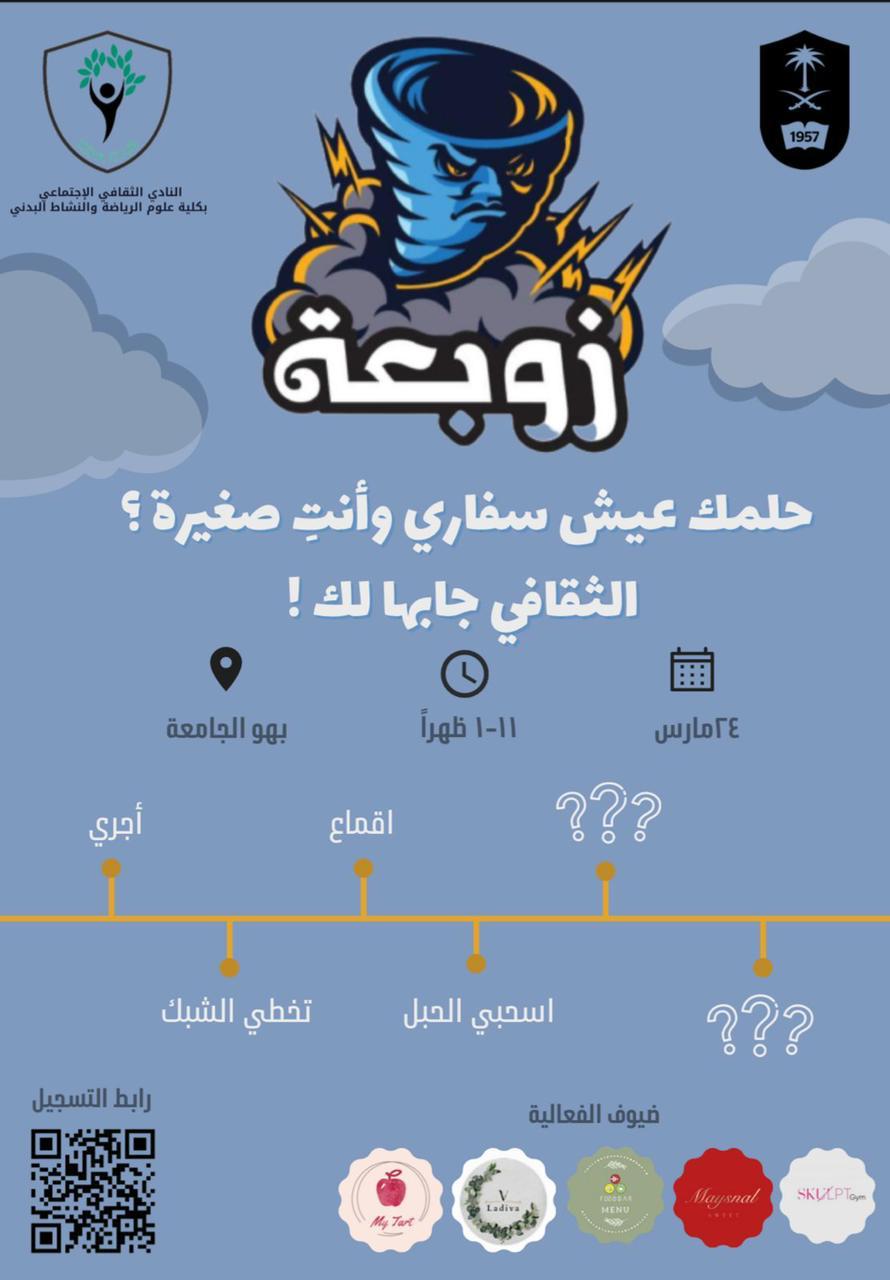 1957
النادي الثقافي الإجتماعي
بكلية علوم الرياضة والنشاط البدني
زوبعة
حلمك عيش سفاري وأنتِ صغيرة ؟
الثقافي جابها لك !
٢٤مارس
١١-١ ظهراً
بهو الجامعة
???
اقماع
أجري
???
اسحبي الحبل
تخطي الشبك
رابط التسجيل
ضيوف الفعالية
SKULPT Gym
Maysnal
SWEET
FOODBAR
MENU
V
Ladiva
My Tart